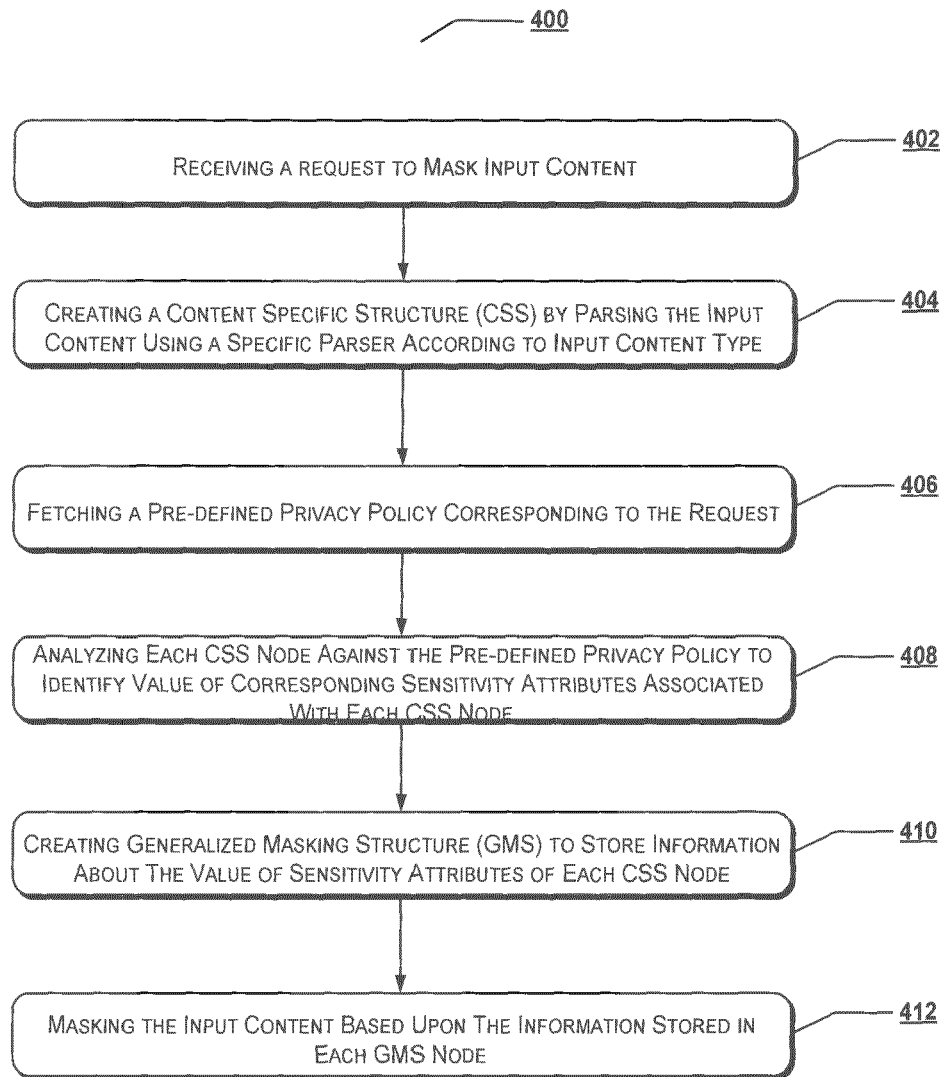 400
RECEIVING A REQUEST TO MASK INPUT CONTENT
402
CREATING A CONTENT SPECIFIC STRUCTURE (CSS) BY PARSING THE INPUT
CONTENT USING A SPECIFIC PARSER ACCORDING TO INPUT CONTENT TYPE
404
FETCHING A PRE-DEFINED PRIVACY POLICY CORRESPONDING TO THE REQUEST
406
ANALYZING EACH CSS NODE AGAINST THE PRE-DEFINED PRIVACY POLICY TO
IDENTIFY VALUE OF CORRESPONDING SENSITIVITY ATTRIBUTES ASSOCIATED
WITH EACH CSS NODE
408
CREATING GENERALIZED MASKING STRUCTURE (GMS) TO STORE INFORMATION
ABOUT THE VALUE OF SENSITIVITY ATTRIBUTES OF EACH CSS NODE
410
MASKING THE INPUT CONTENT BASED UPON THE INFORMATION STORED IN
EACH GMS NODE
412